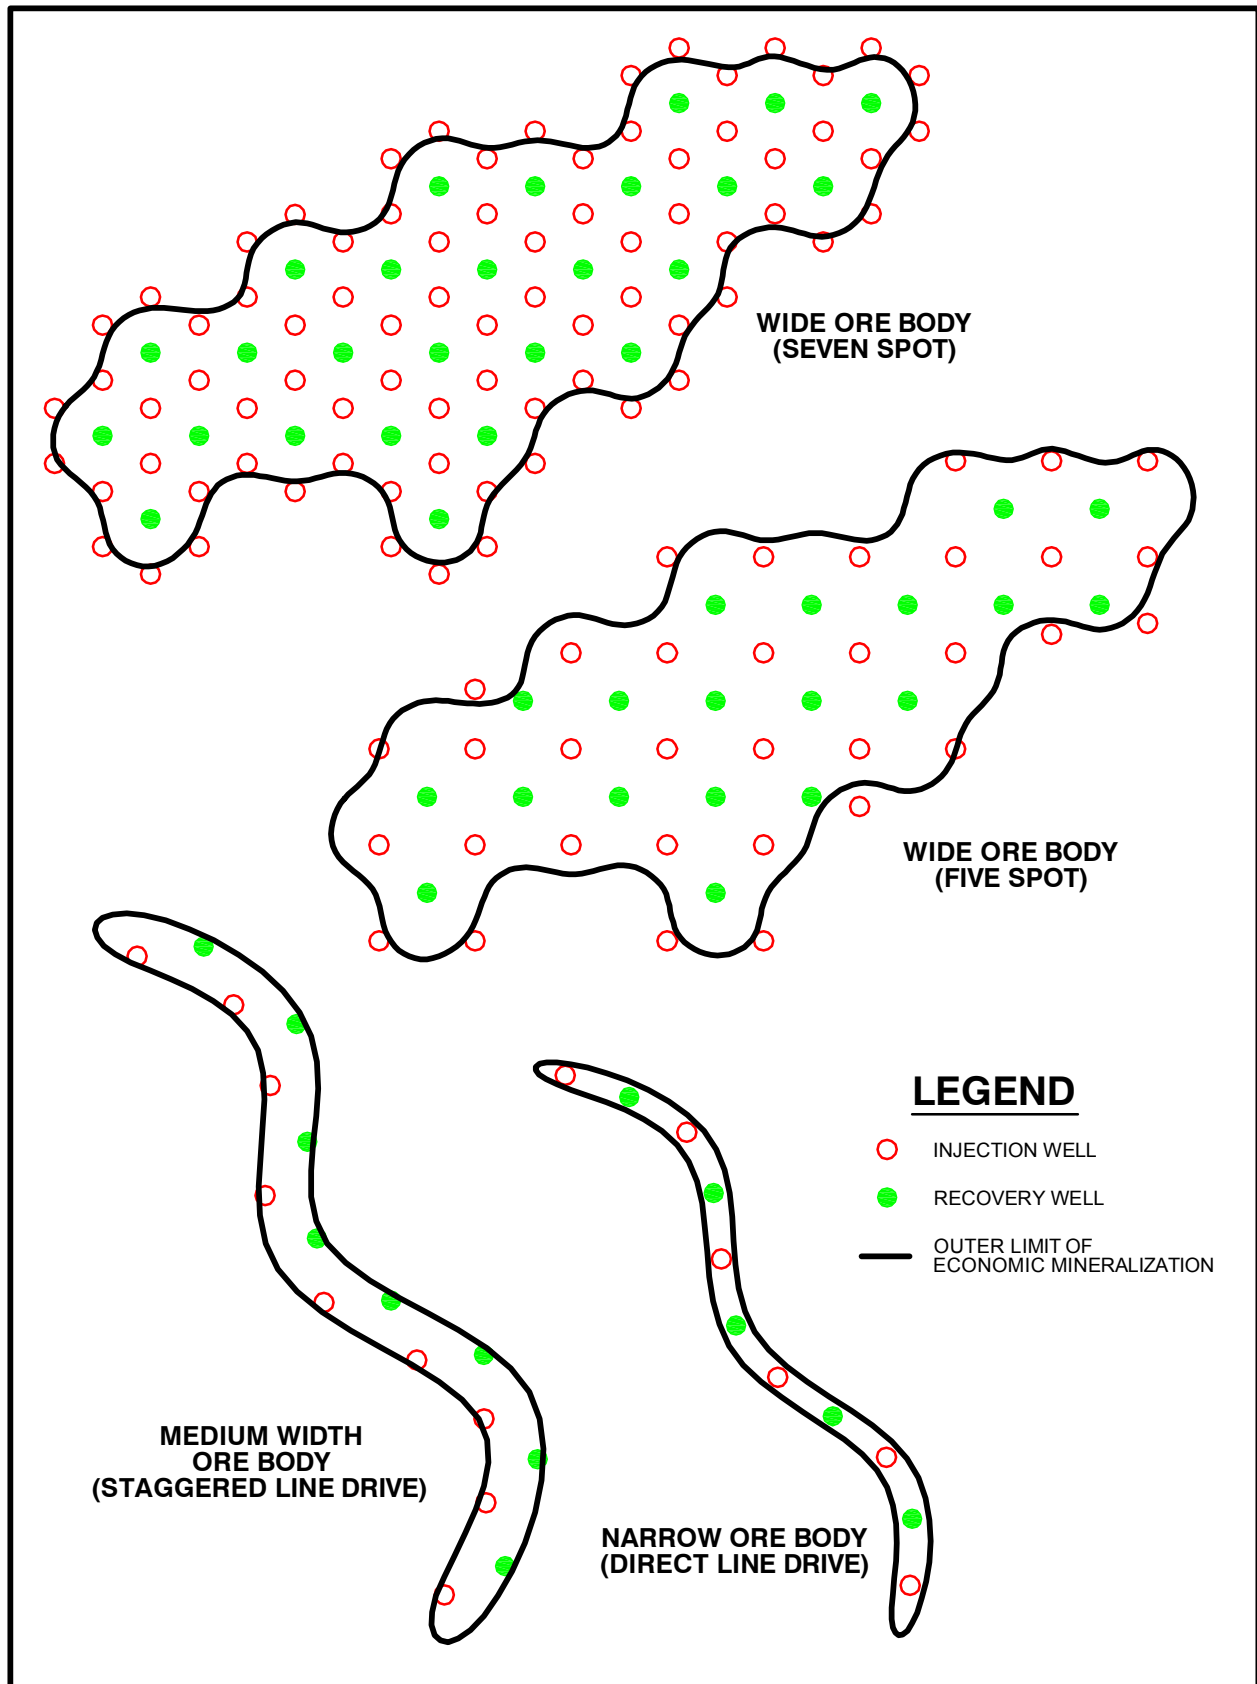 WIDE ORE BODY
(SEVEN SPOT)
WIDE ORE BODY
(FIVE SPOT)
LEGEND
INJECTION WELL
RECOVERY WELL
OUTER LIMIT OF
ECONOMIC MINERALIZATION
MEDIUM WIDTH
ORE BODY
(STAGGERED LINE DRIVE)
NARROW ORE BODY
(DIRECT LINE DRIVE)